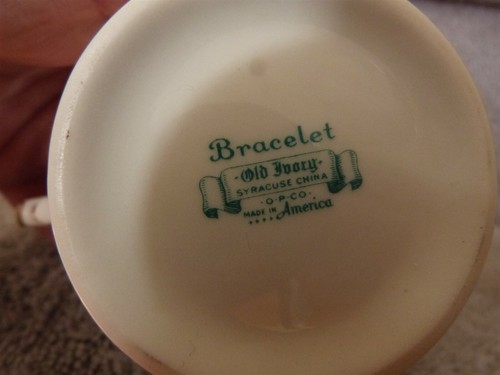 Bracelet
-Old Ivory-
SYRACUSE CHINA
·O·P·CO·
MADE IN America